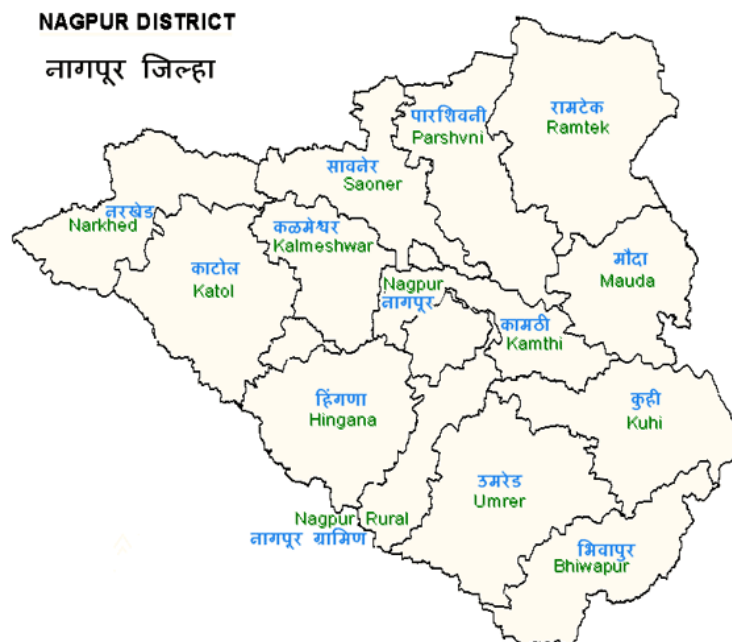 NAGPUR DISTRICT
नागपूर जिल्हा
पारशिवनी
Parshvni
रामटेक
Ramtek
सावनेर
Saoner
नरखेड
Narkhed
कळमेश्वर
Kalmeshwar
काटोल
Katol
मौदा
Mauda
Nagpur
नागपूर
कामठी
Kamthi
हिंगणा
Hingana
कुही
Kuhi
उमरेड
Umrer
Nagpur Rural
नागपूर ग्रामिण
भिवापुर
Bhiwapur